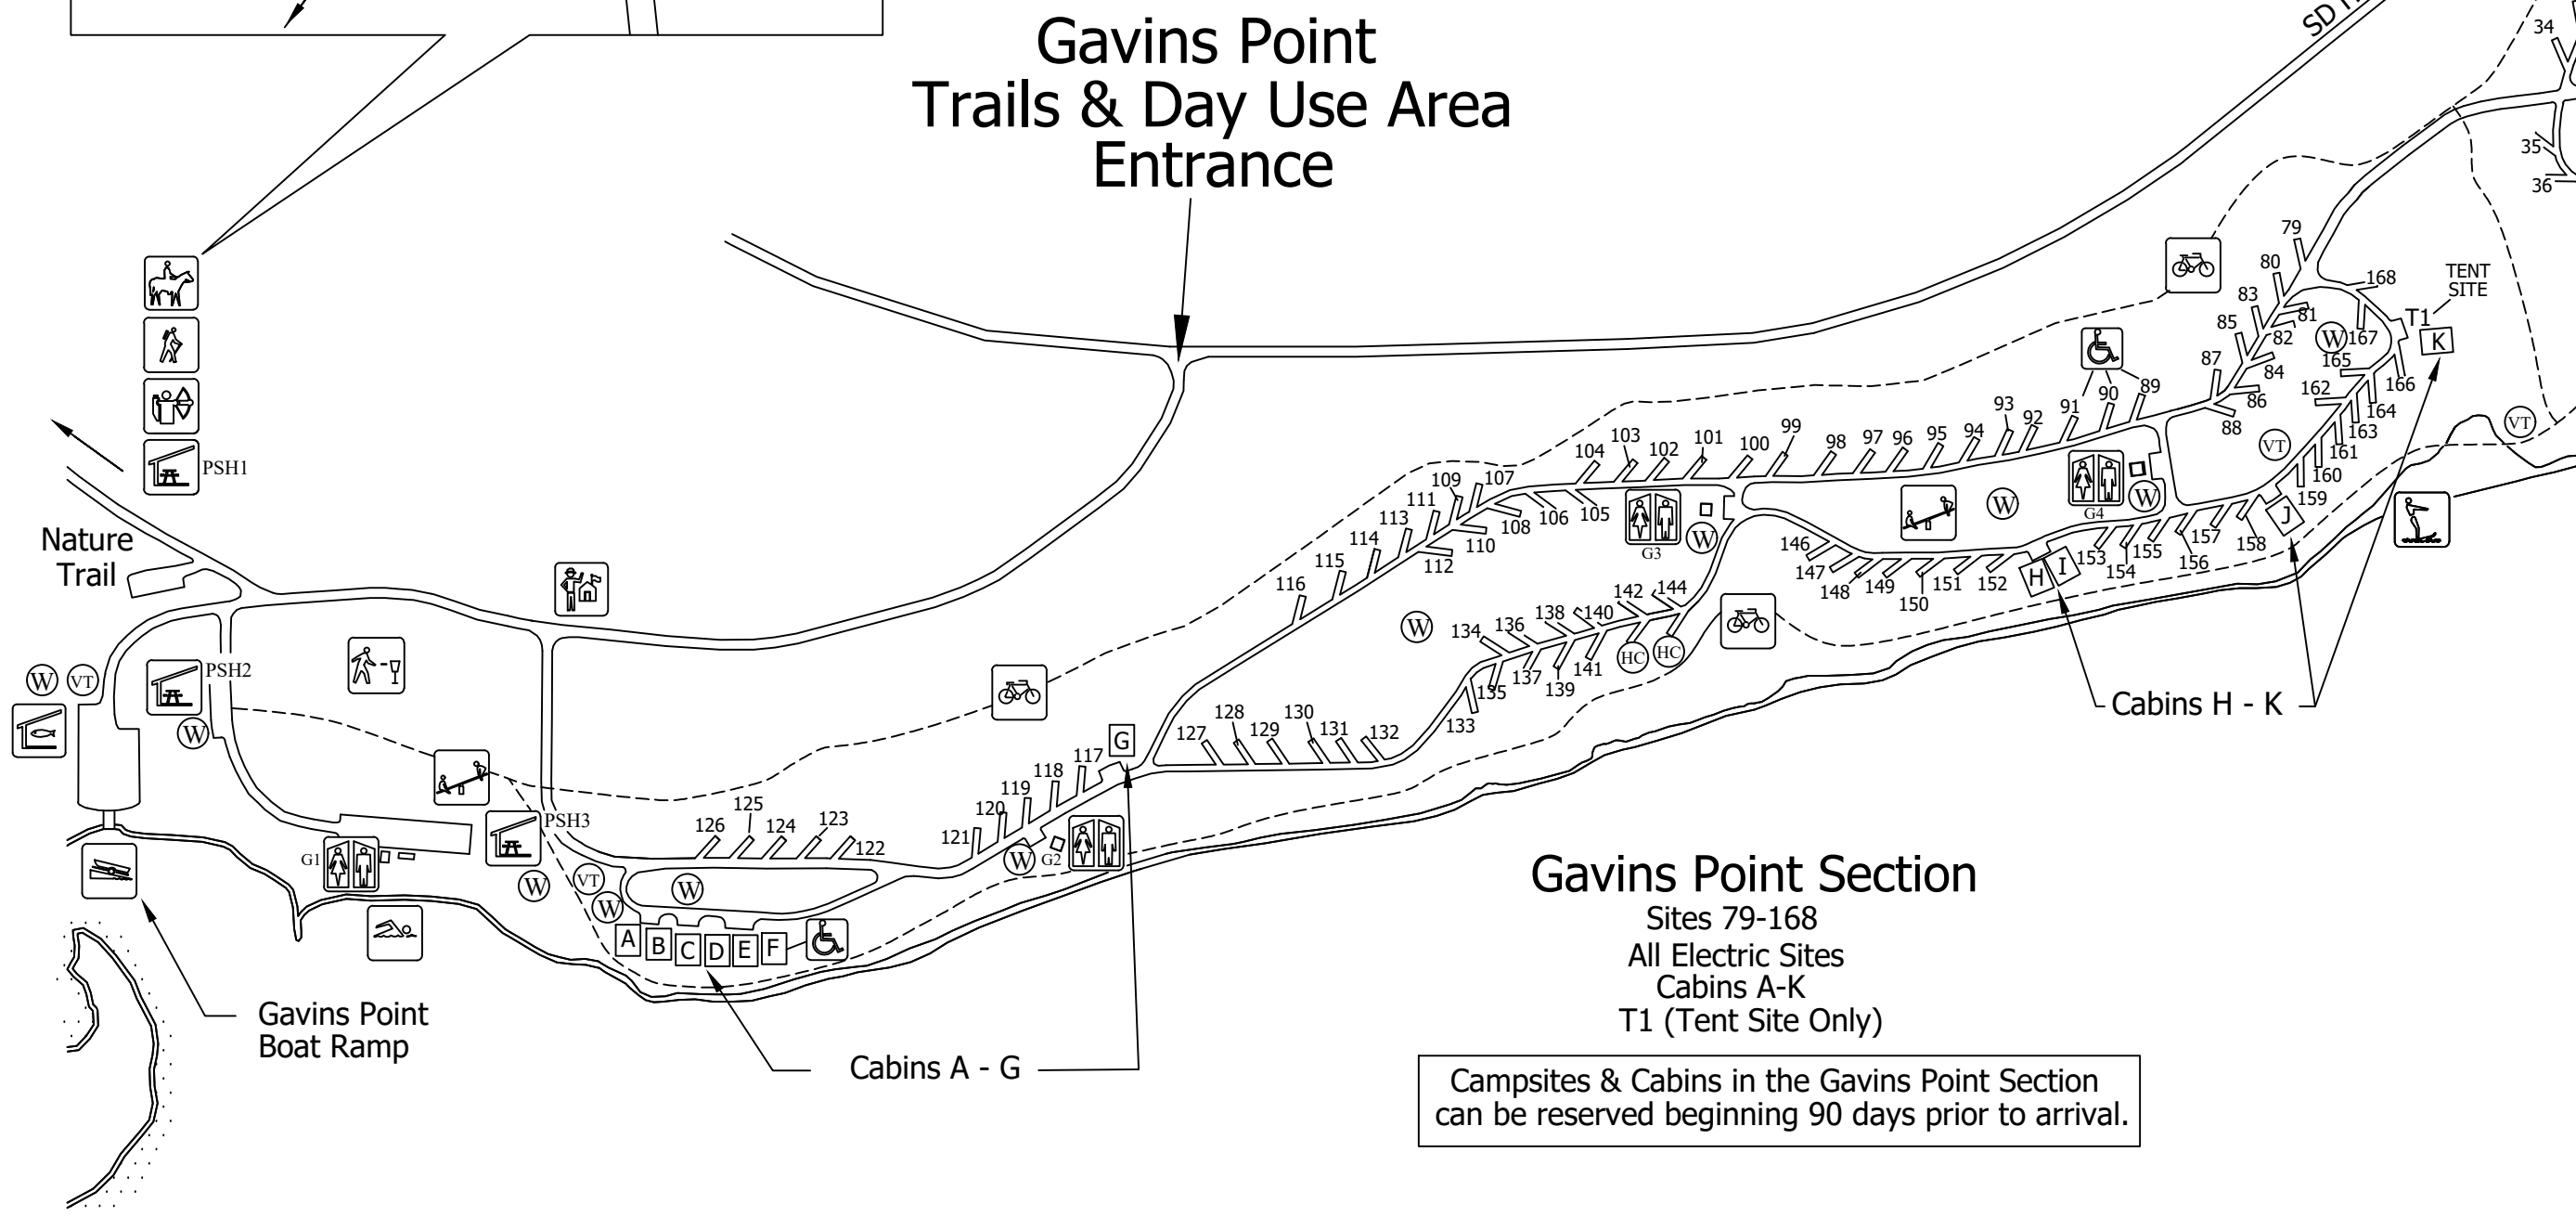 Gavins Point
Trails & Day Use Area
Entrance
SD
34
35
36
79
80
83
81
85
82
87
84
86
88
168
TENT
SITE
T1
K
W
167
165
166
162
164
163
161
160
159
VT
VT
89
90
91
92
93
94
95
96
97
98
99
100
101
102
103
104
105
106
107
108
109
110
111
112
113
114
115
116
G3
W
W
G4
W
146
147
148
149
150
151
152
H
I
153
154
155
156
157
158
J
Cabins H - K
PSH1
Nature
Trail
W
VT
PSH2
W
W
134
136
138
140
142
144
135
137
139
141
HC
HC
133
127
128
129
130
131
132
G
117
118
119
120
121
W
G2
126
125
124
123
122
PSH3
G1
W
VT
W
W
A
B
C
D
E
F
Gavins Point
Boat Ramp
Cabins A - G
Gavins Point Section
Sites 79-168
All Electric Sites
Cabins A-K
T1 (Tent Site Only)
Campsites & Cabins in the Gavins Point Section
can be reserved beginning 90 days prior to arrival.